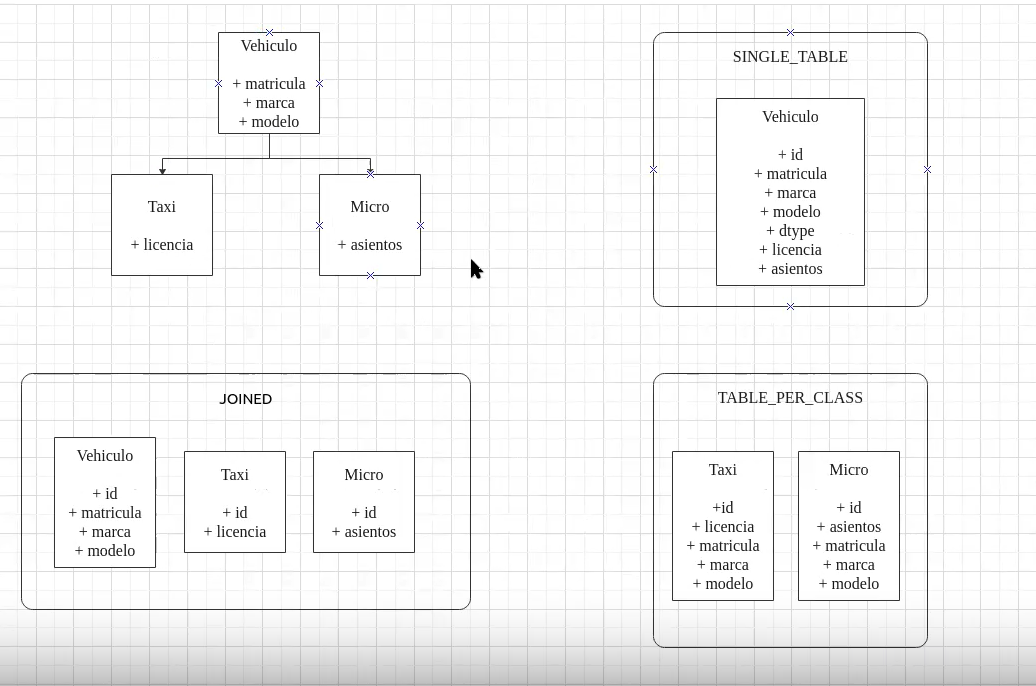 Vehiculo
+ matricula
+ marca
+ modelo
Taxi
+ licencia
Micro
+ asientos
SINGLE_TABLE
Vehiculo
+ id
+ matricula
+ marca
+ modelo
+ dtype
+ licencia
+ asientos
JOINED
Vehiculo
+ id
+ matricula
+ marca
+ modelo
Taxi
+ id
+ licencia
Micro
+ id
+ asientos
TABLE_PER_CLASS
Taxi
+id
+ licencia
+ matricula
+ marca
+ modelo
Micro
+ id
+ asientos
+ matricula
+ marca
+ modelo